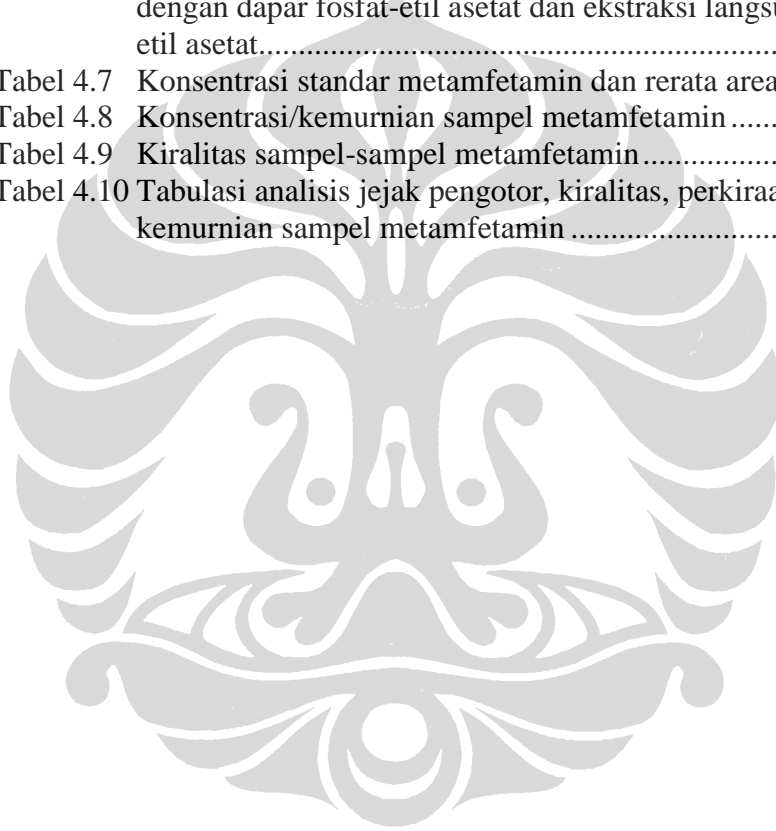 dengan dapar fosfat-etil asetat dan ekstraksi
etil asetat.......................................................
Tabel 4.7 Konsentrasi standar metamfetamin dan rerata area
Tabel 4.8 Konsentrasi/kemurnian sampel metamfetamin ......
Tabel 4.9 Kiralitas sampel-sampel metamfetamin ..................
Tabel 4.10 Tabulasi analisis jejak pengotor, kiralitas,
kemurnian sampel metamfetamin ...........................